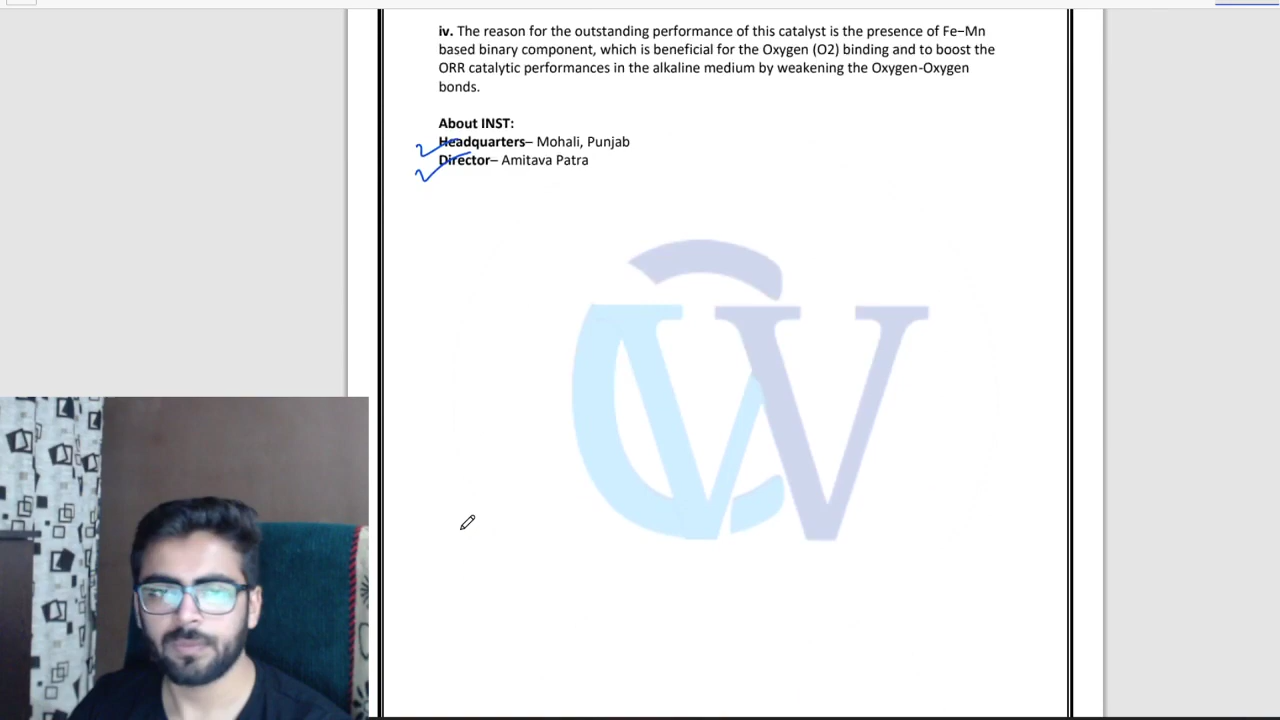 iv. The reason for the outstanding performance of this catalyst is the presence of Fe−Mn
based binary component, which is beneficial for the Oxygen (O2) binding and to boost the
ORR catalytic performances in the alkaline medium by weakening the Oxygen-Oxygen
bonds.
About INST:
Headquarters– Mohali, Punjab
Director– Amitava Patra